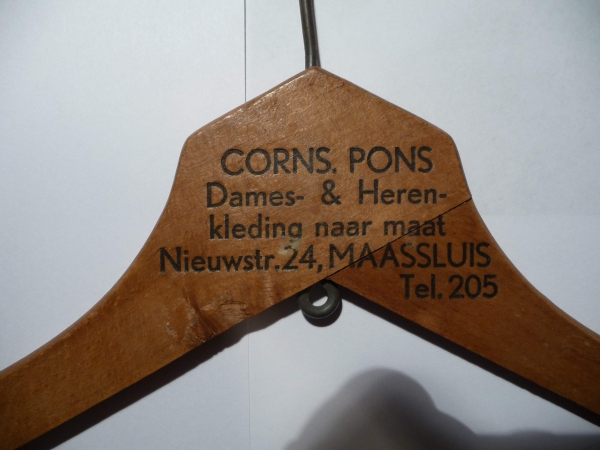 CORNS. PONS
Dames- & Heren-
kleding naar maat
Nieuwstr.24, MAASSLUIS
Tel. 205